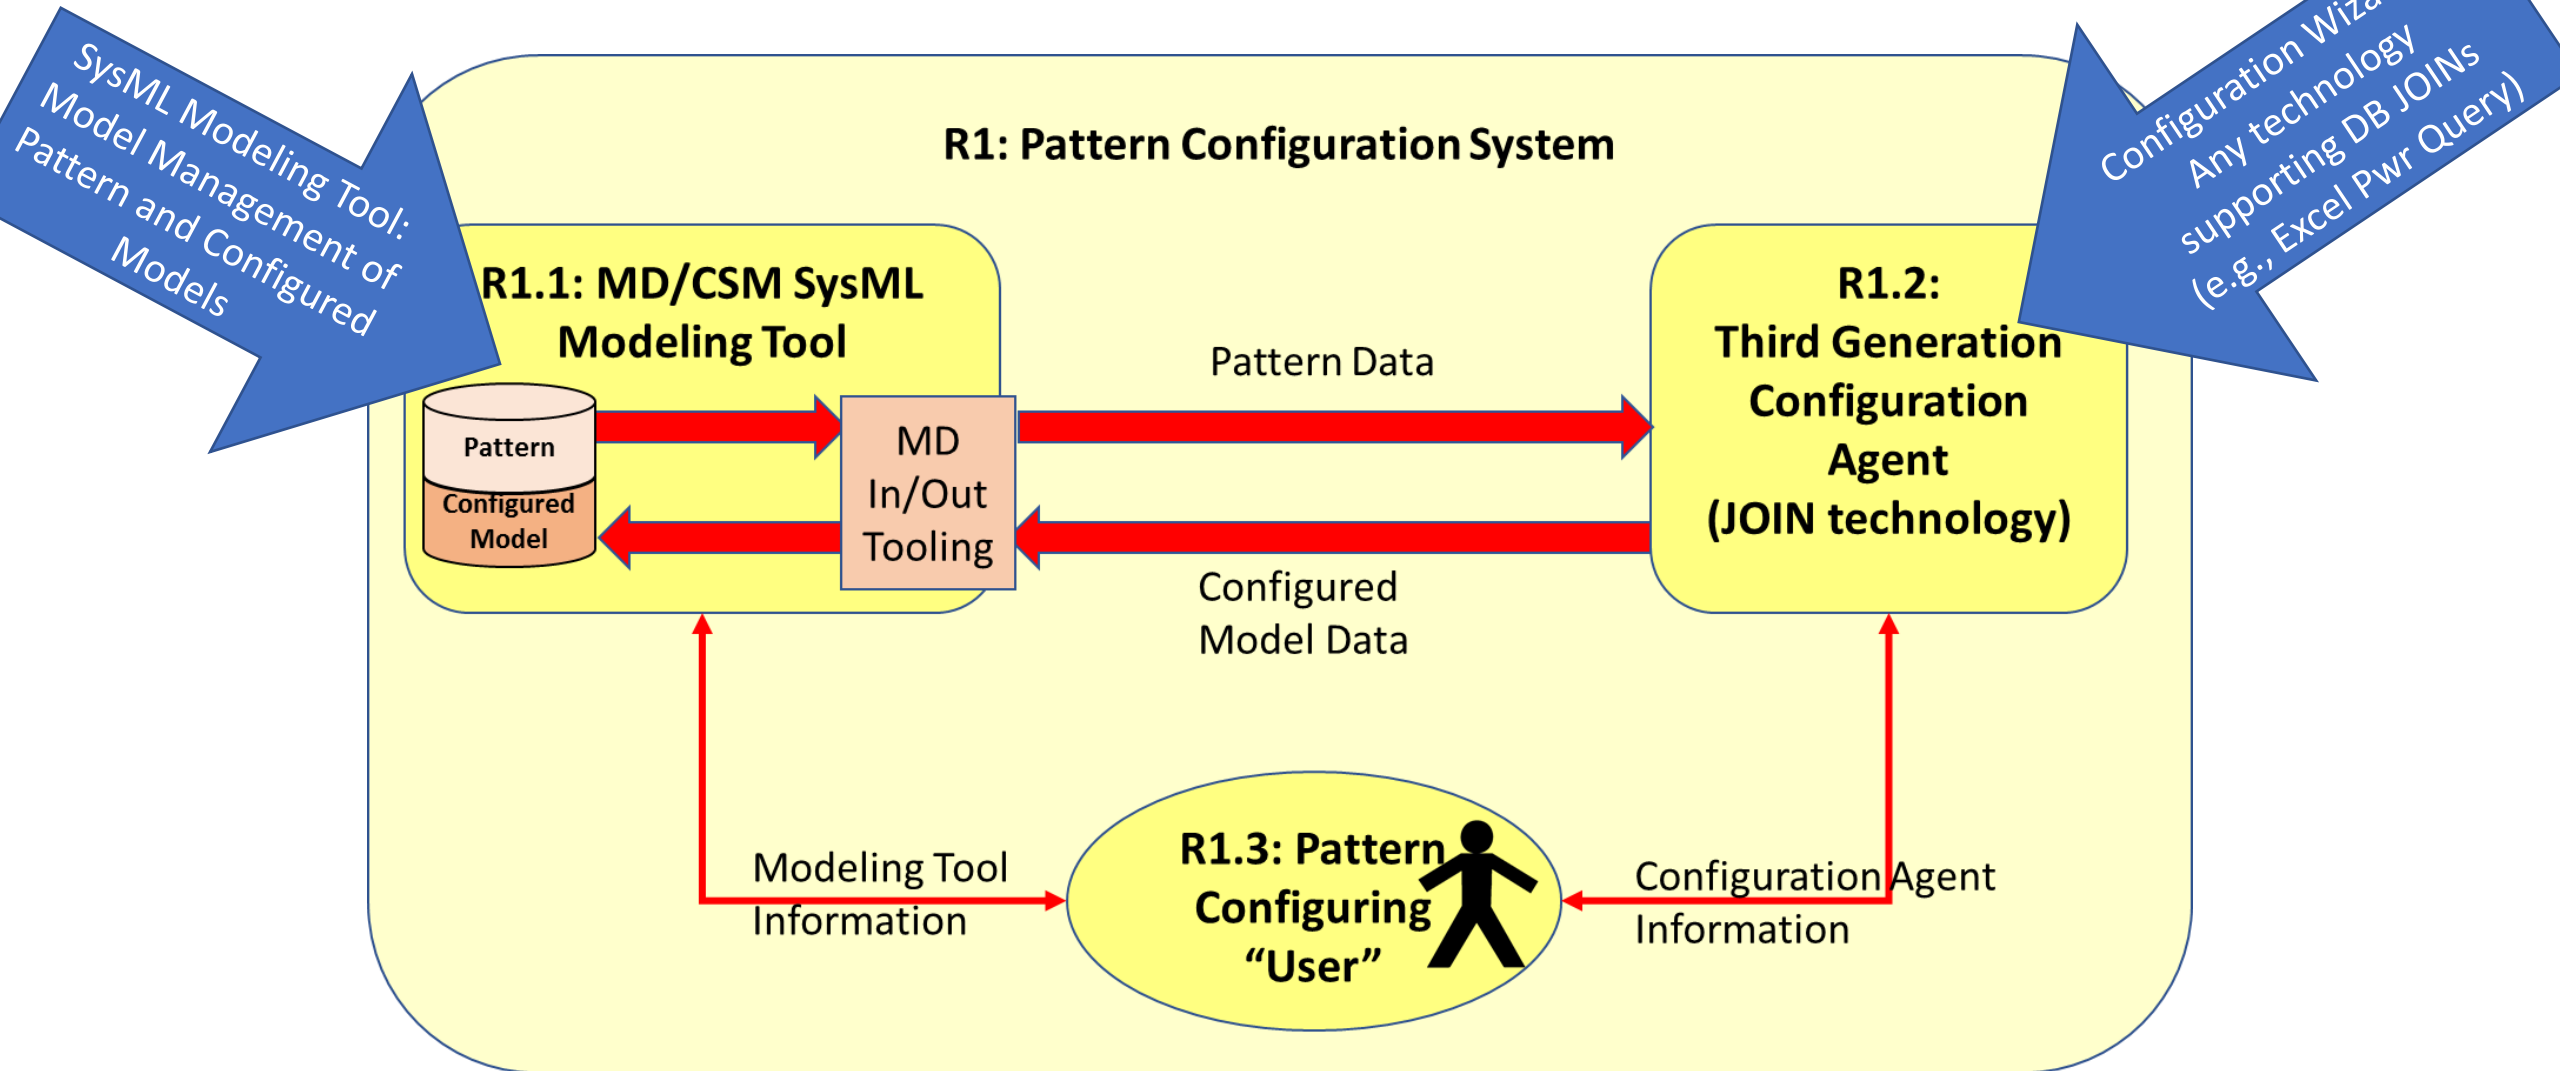 SysML Modeling Tool:
Model Management of
Pattern and Configured
Models
Configuration
Any technology
supporting DB JOINs
(e.g., Excel Pwr Query)
R1: Pattern Configuration System
R1.1: MD/CSM SysML
Modeling Tool
Pattern
Configured
Model
MD
In/Out
Tooling
Pattern Data
Configured
Model Data
R1.2:
Third Generation
Configuration
Agent
(JOIN technology)
Modeling Tool
Information
R1.3: Pattern
Configuring
“User”
Configuration Agent
Information